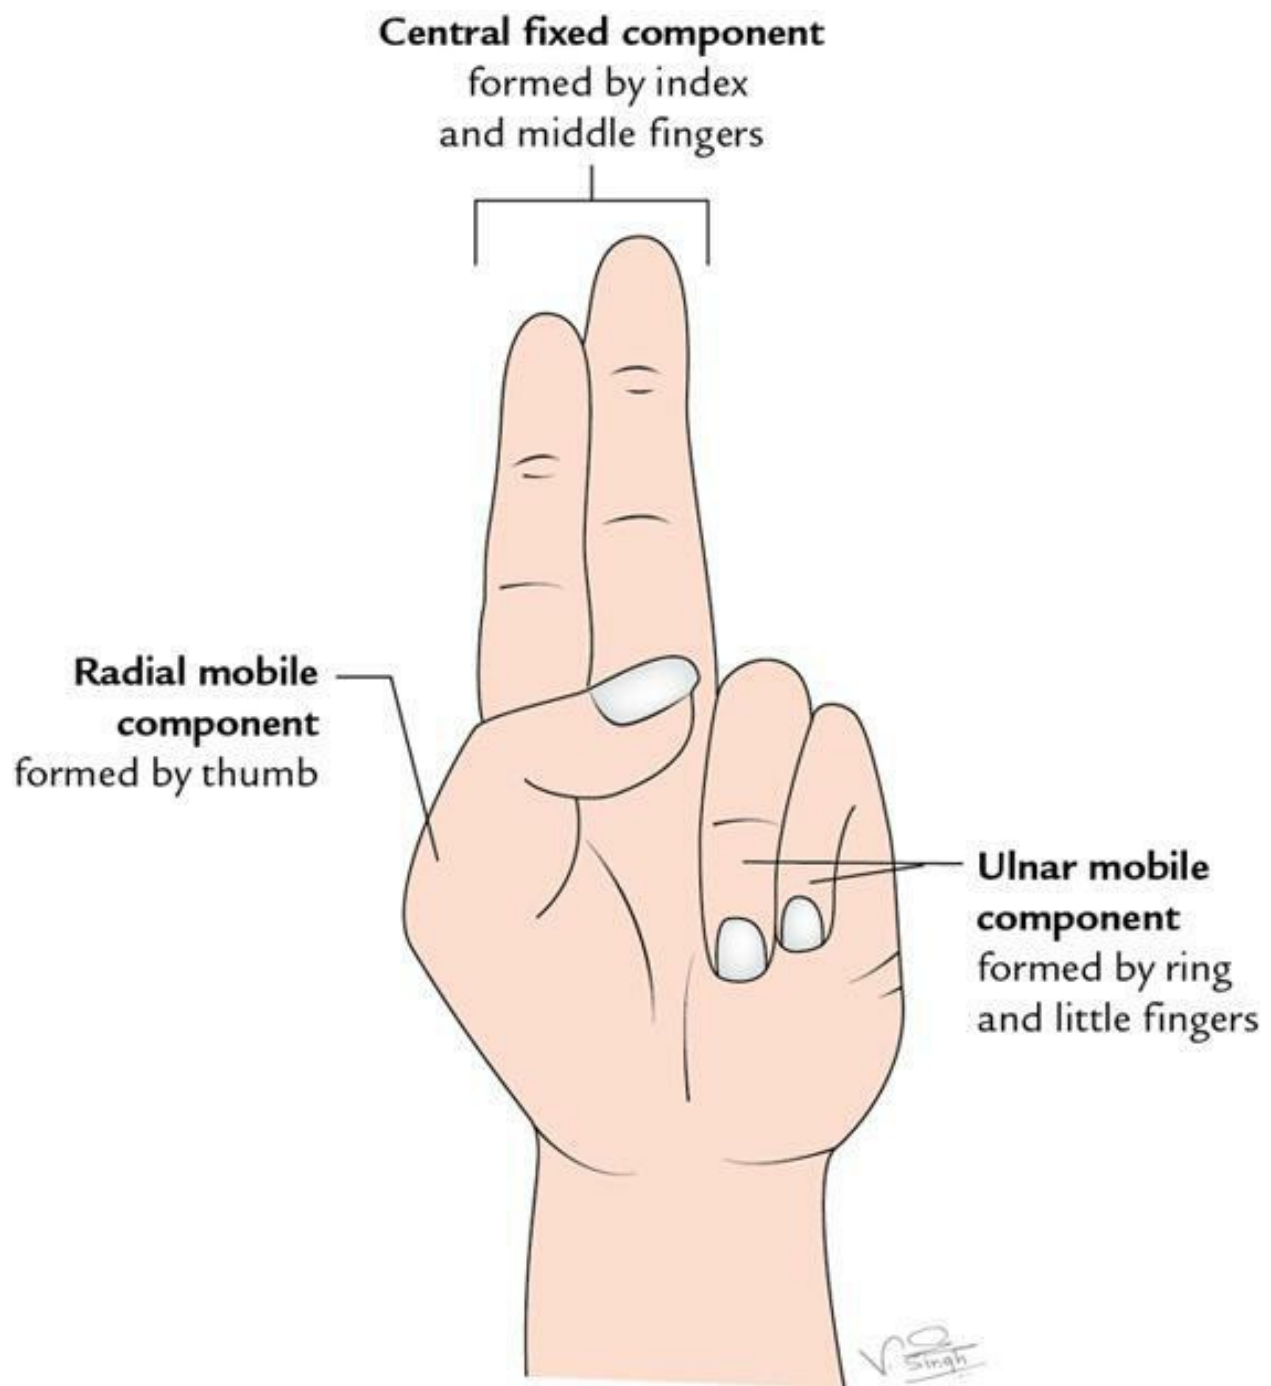 Central fixed component
formed by index
and middle fingers
Radial mobile
component
formed by thumb
Ulnar mobile
component
formed by ring
and little fingers
V. Singh